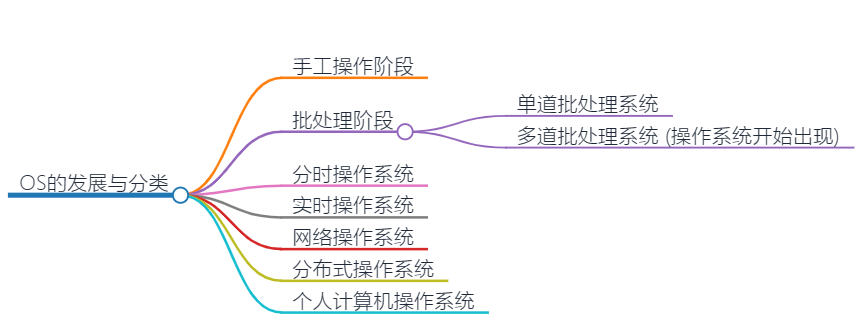 OS的发展与分类
手工操作阶段
批处理阶段
单道批处理系统
多道批处理系统 (操作系统开始出现)
分时操作系统
实时操作系统
网络操作系统
分布式操作系统
个人计算机操作系统